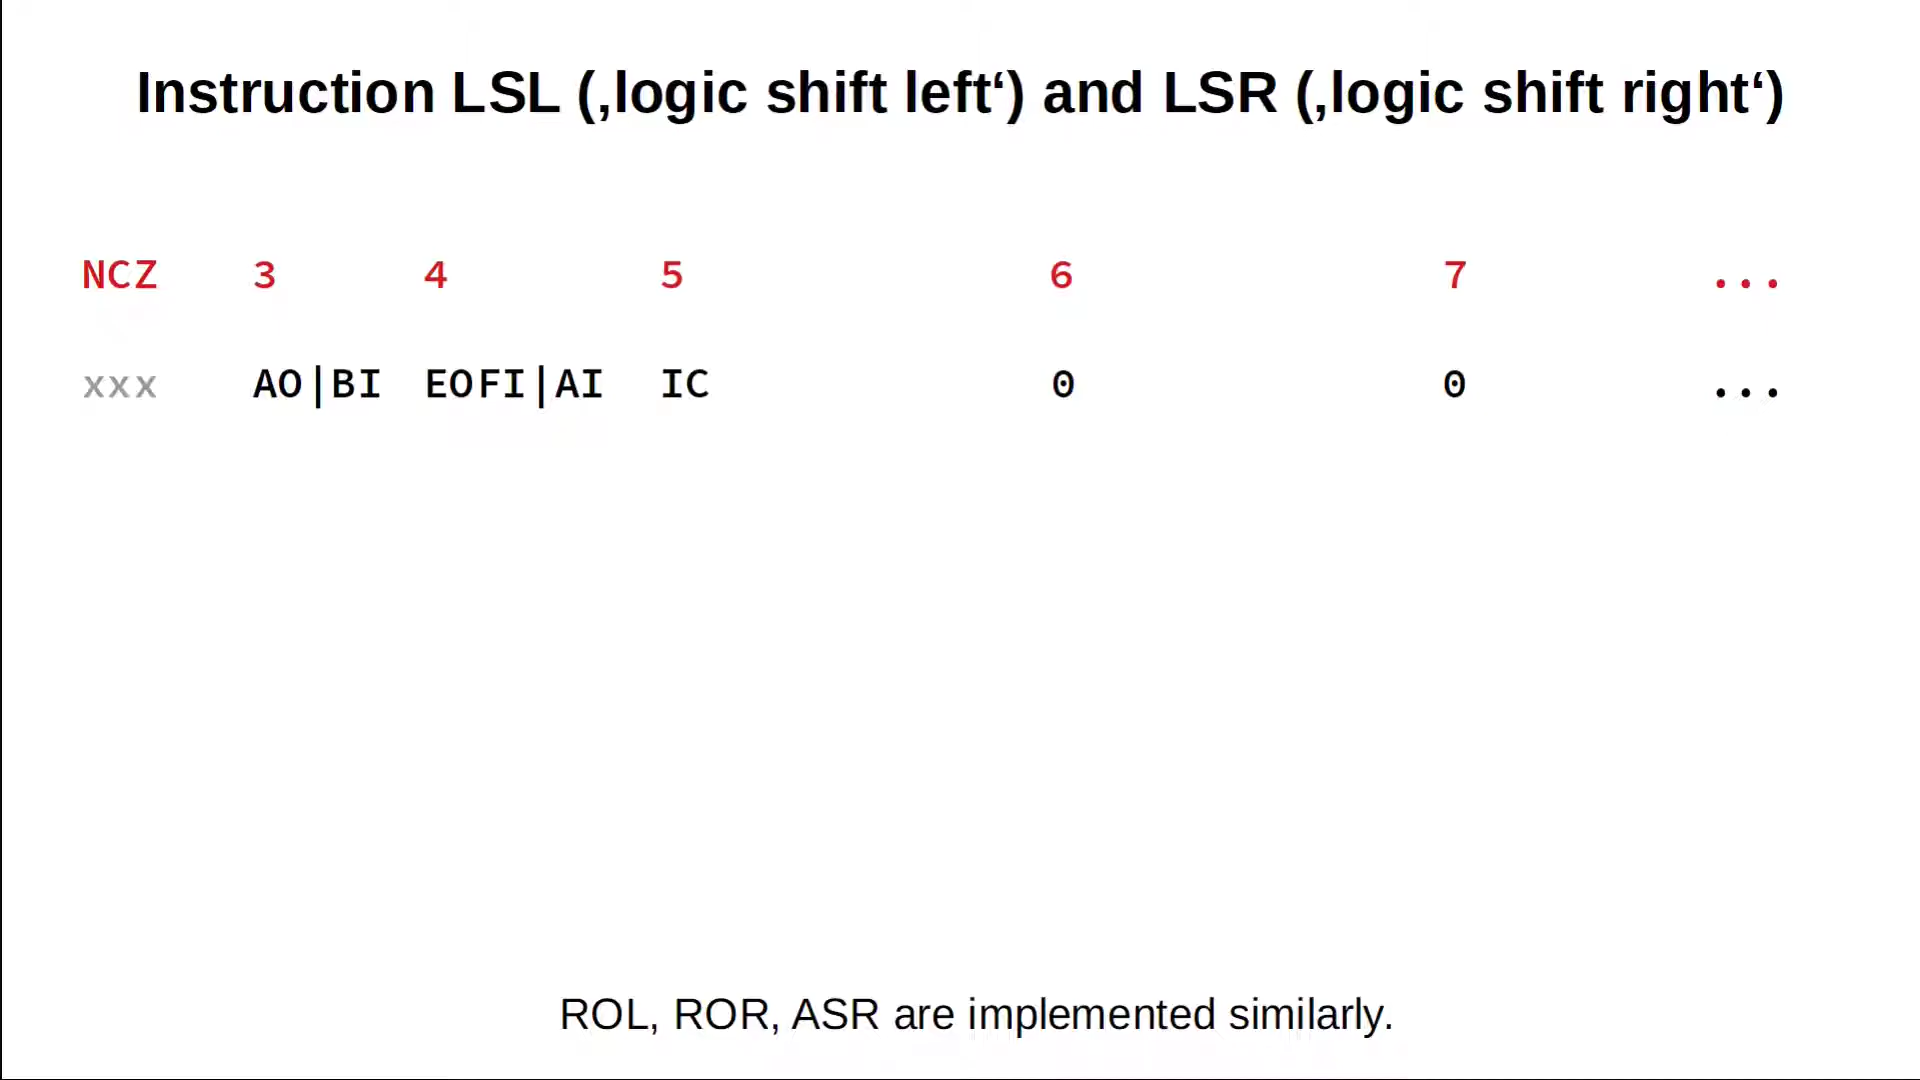 Instruction LSL (‚logic shift left‘) and LSR (‚logic shift right‘)
NCZ 3 4 5 6 7 ...
xxx AO|BI EOFI|AI IC 0 0 ...
ROL, ROR, ASR are implemented similarly.